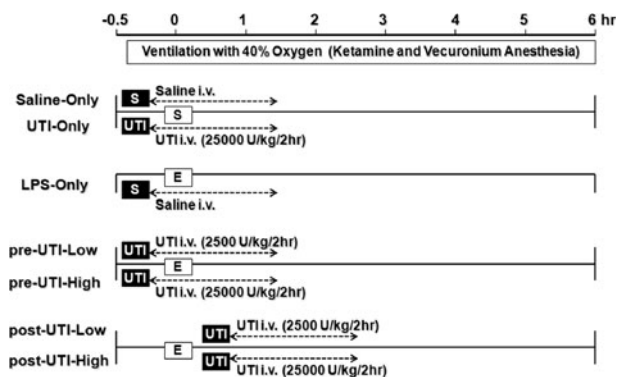 -0.5 0 1 2 3 4 5 6 hr
Ventilation with 40% Oxygen (Ketamine and Vecuronium Anesthesia)
Saline-Only S Saline i.v.
S
UTI-Only UTI UTI i.v. (25000 U/kg/2hr)
E
LPS-Only S
Saline i.v.
pre-UTI-Low UTI UTI i.v. (2500 U/kg/2hr)
E
pre-UTI-High UTI UTI i.v. (25000 U/kg/2hr)
post-UTI-Low UTI UTI i.v. (2500 U/kg/2hr)
E
post-UTI-High UTI UTI i.v. (25000 U/kg/2hr)